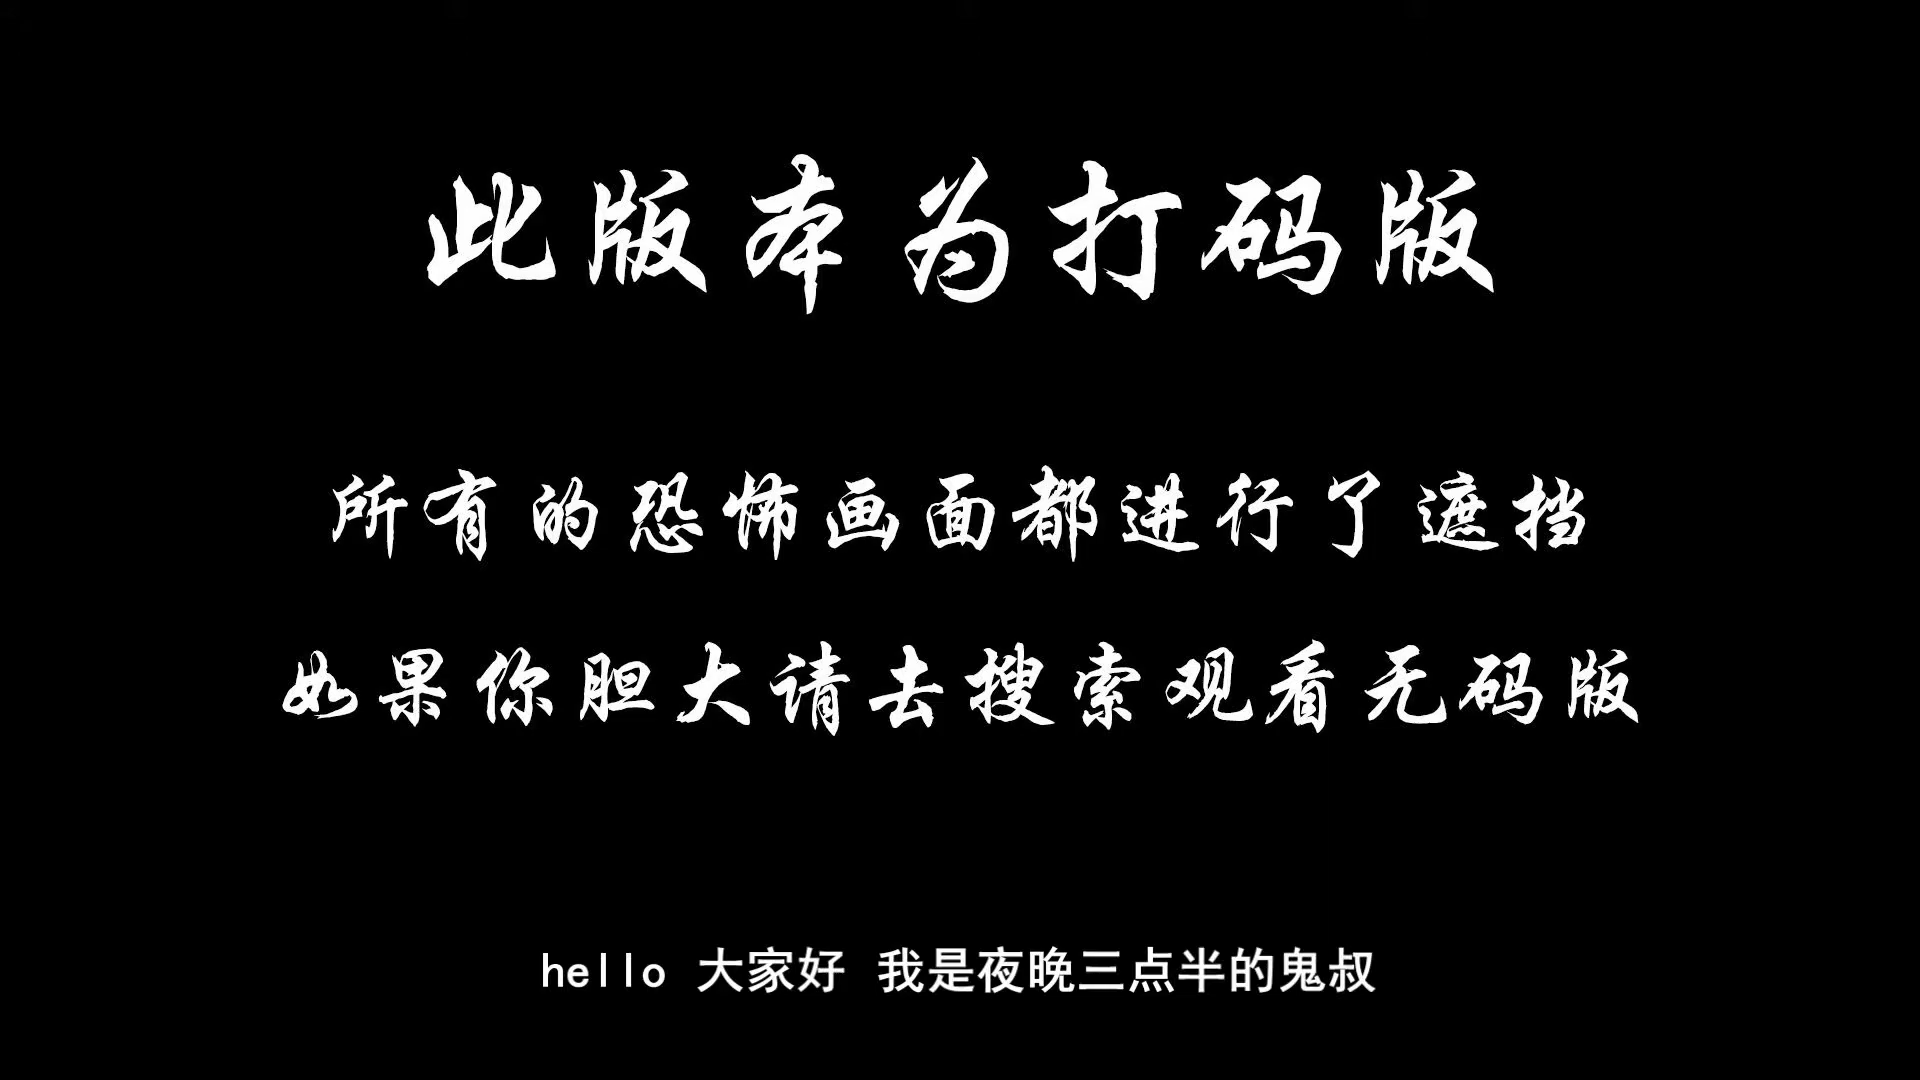 此版本为打码版
所有的恐怖画面都进行了遮挡
如果你胆大请去搜索观看无码版
hello 大家好 我是夜晚三点半的鬼叔